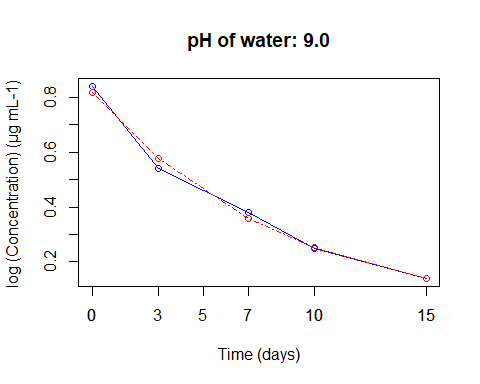 pH of water: 9.0
log (Concentration) (µg mL-1)
0.8
0.6
0.4
0.2
0 3 5 7 10 15
Time (days)